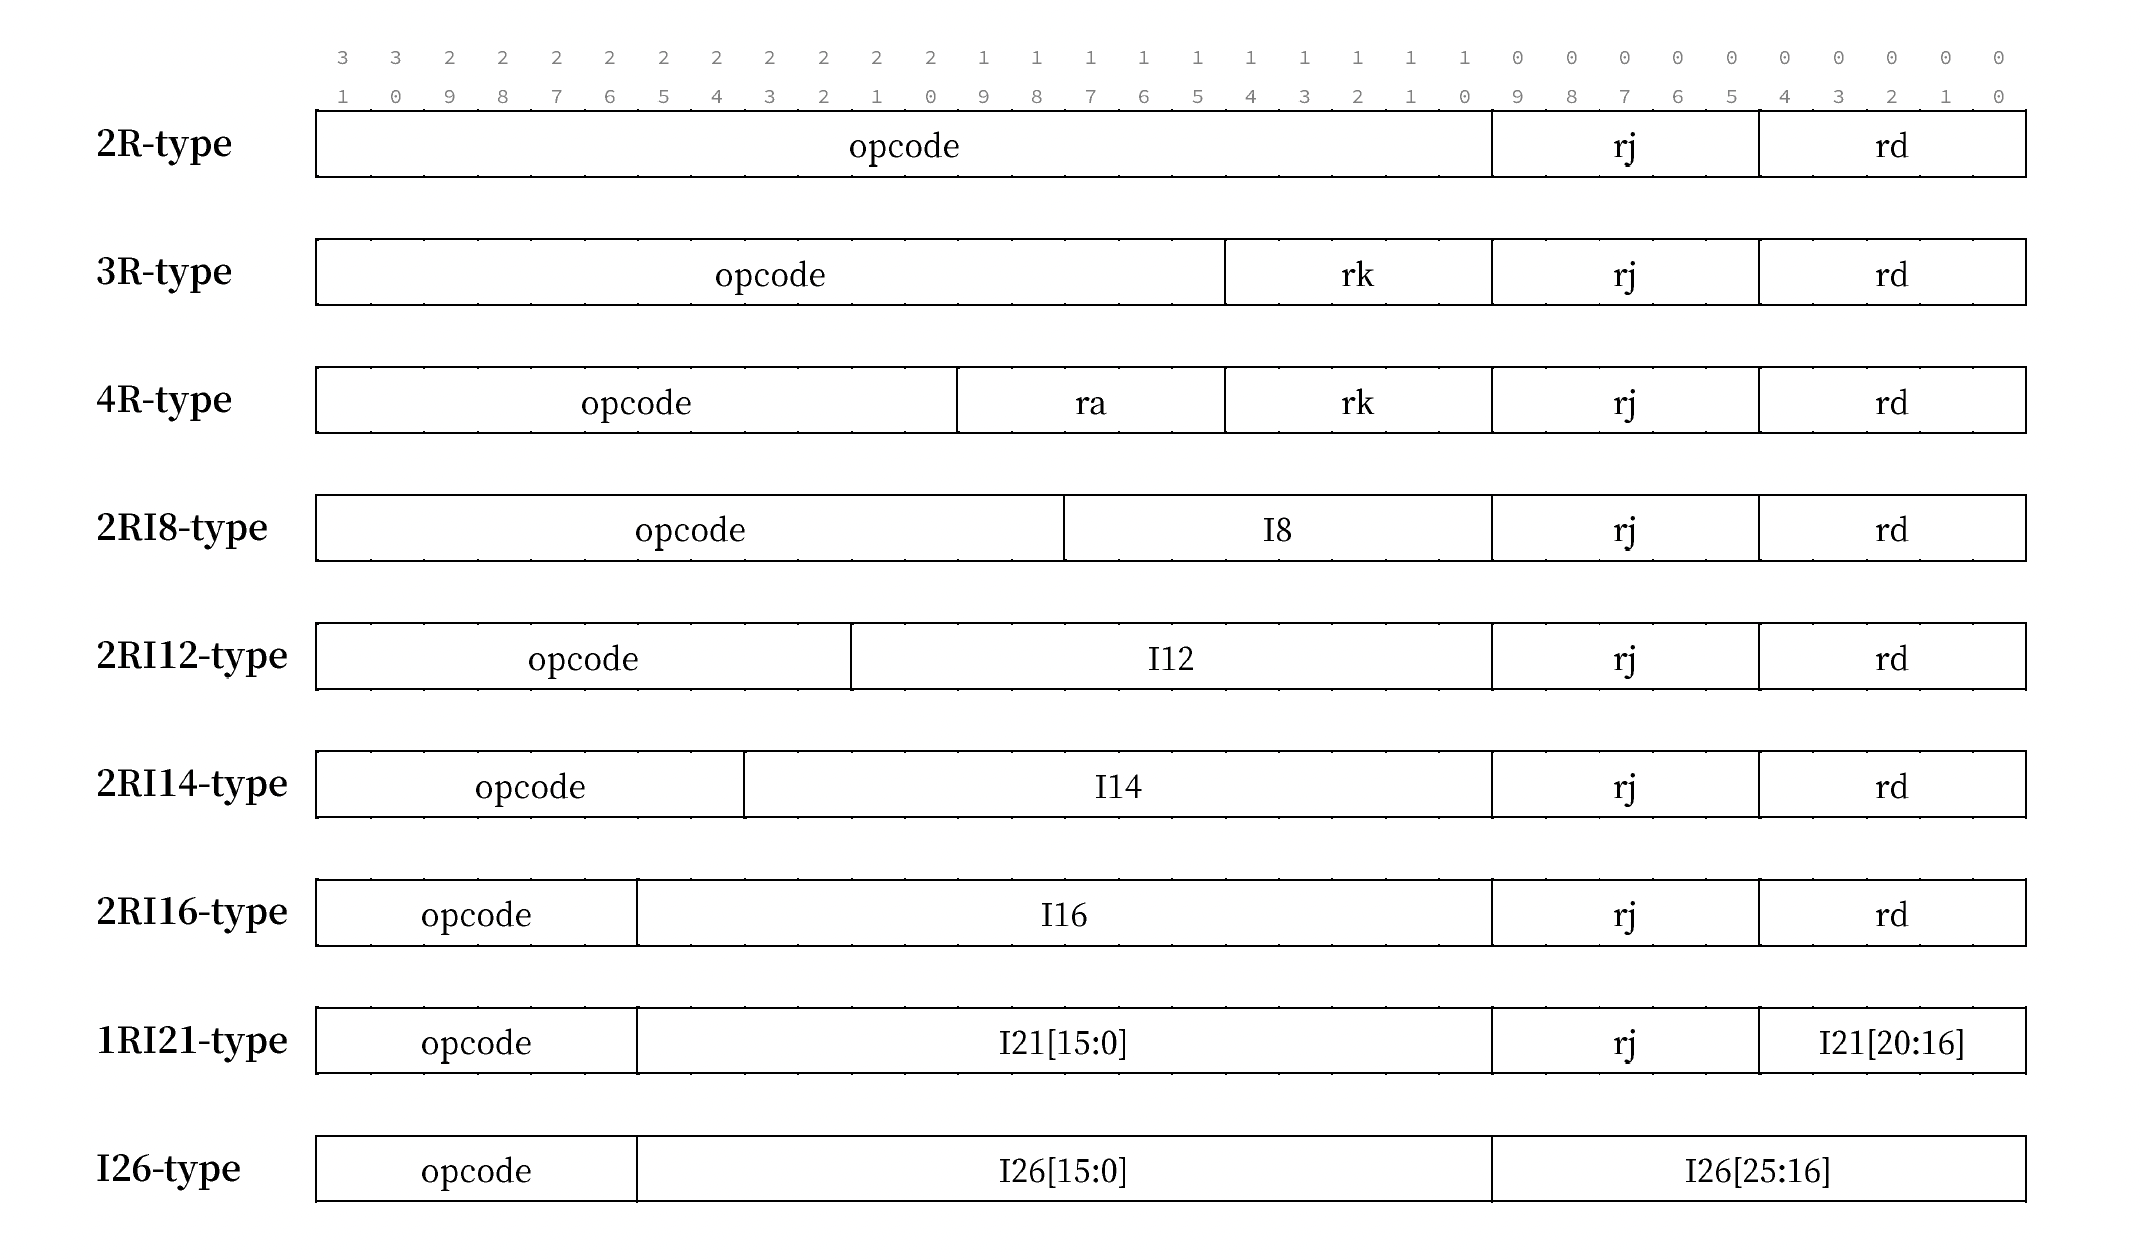 3 3 2 2 2 2 2 2 2 2 2 2 1 1 1 1 1 1 1 1 1 1 0 0 0 0 0 0 0 0 0 0
1 0 9 8 7 6 5 4 3 2 1 0 9 8 7 6 5 4 3 2 1 0 9 8 7 6 5 4 3 2 1 0
2R-type opcode rj rd
3R-type opcode rk rj rd
4R-type opcode ra rk rj rd
2RI8-type opcode I8 rj rd
2RI12-type opcode I12 rj rd
2RI14-type opcode I14 rj rd
2RI16-type opcode I16 rj rd
1RI21-type opcode I21[15:0] rj I21[20:16]
I26-type opcode I26[15:0] I26[25:16]